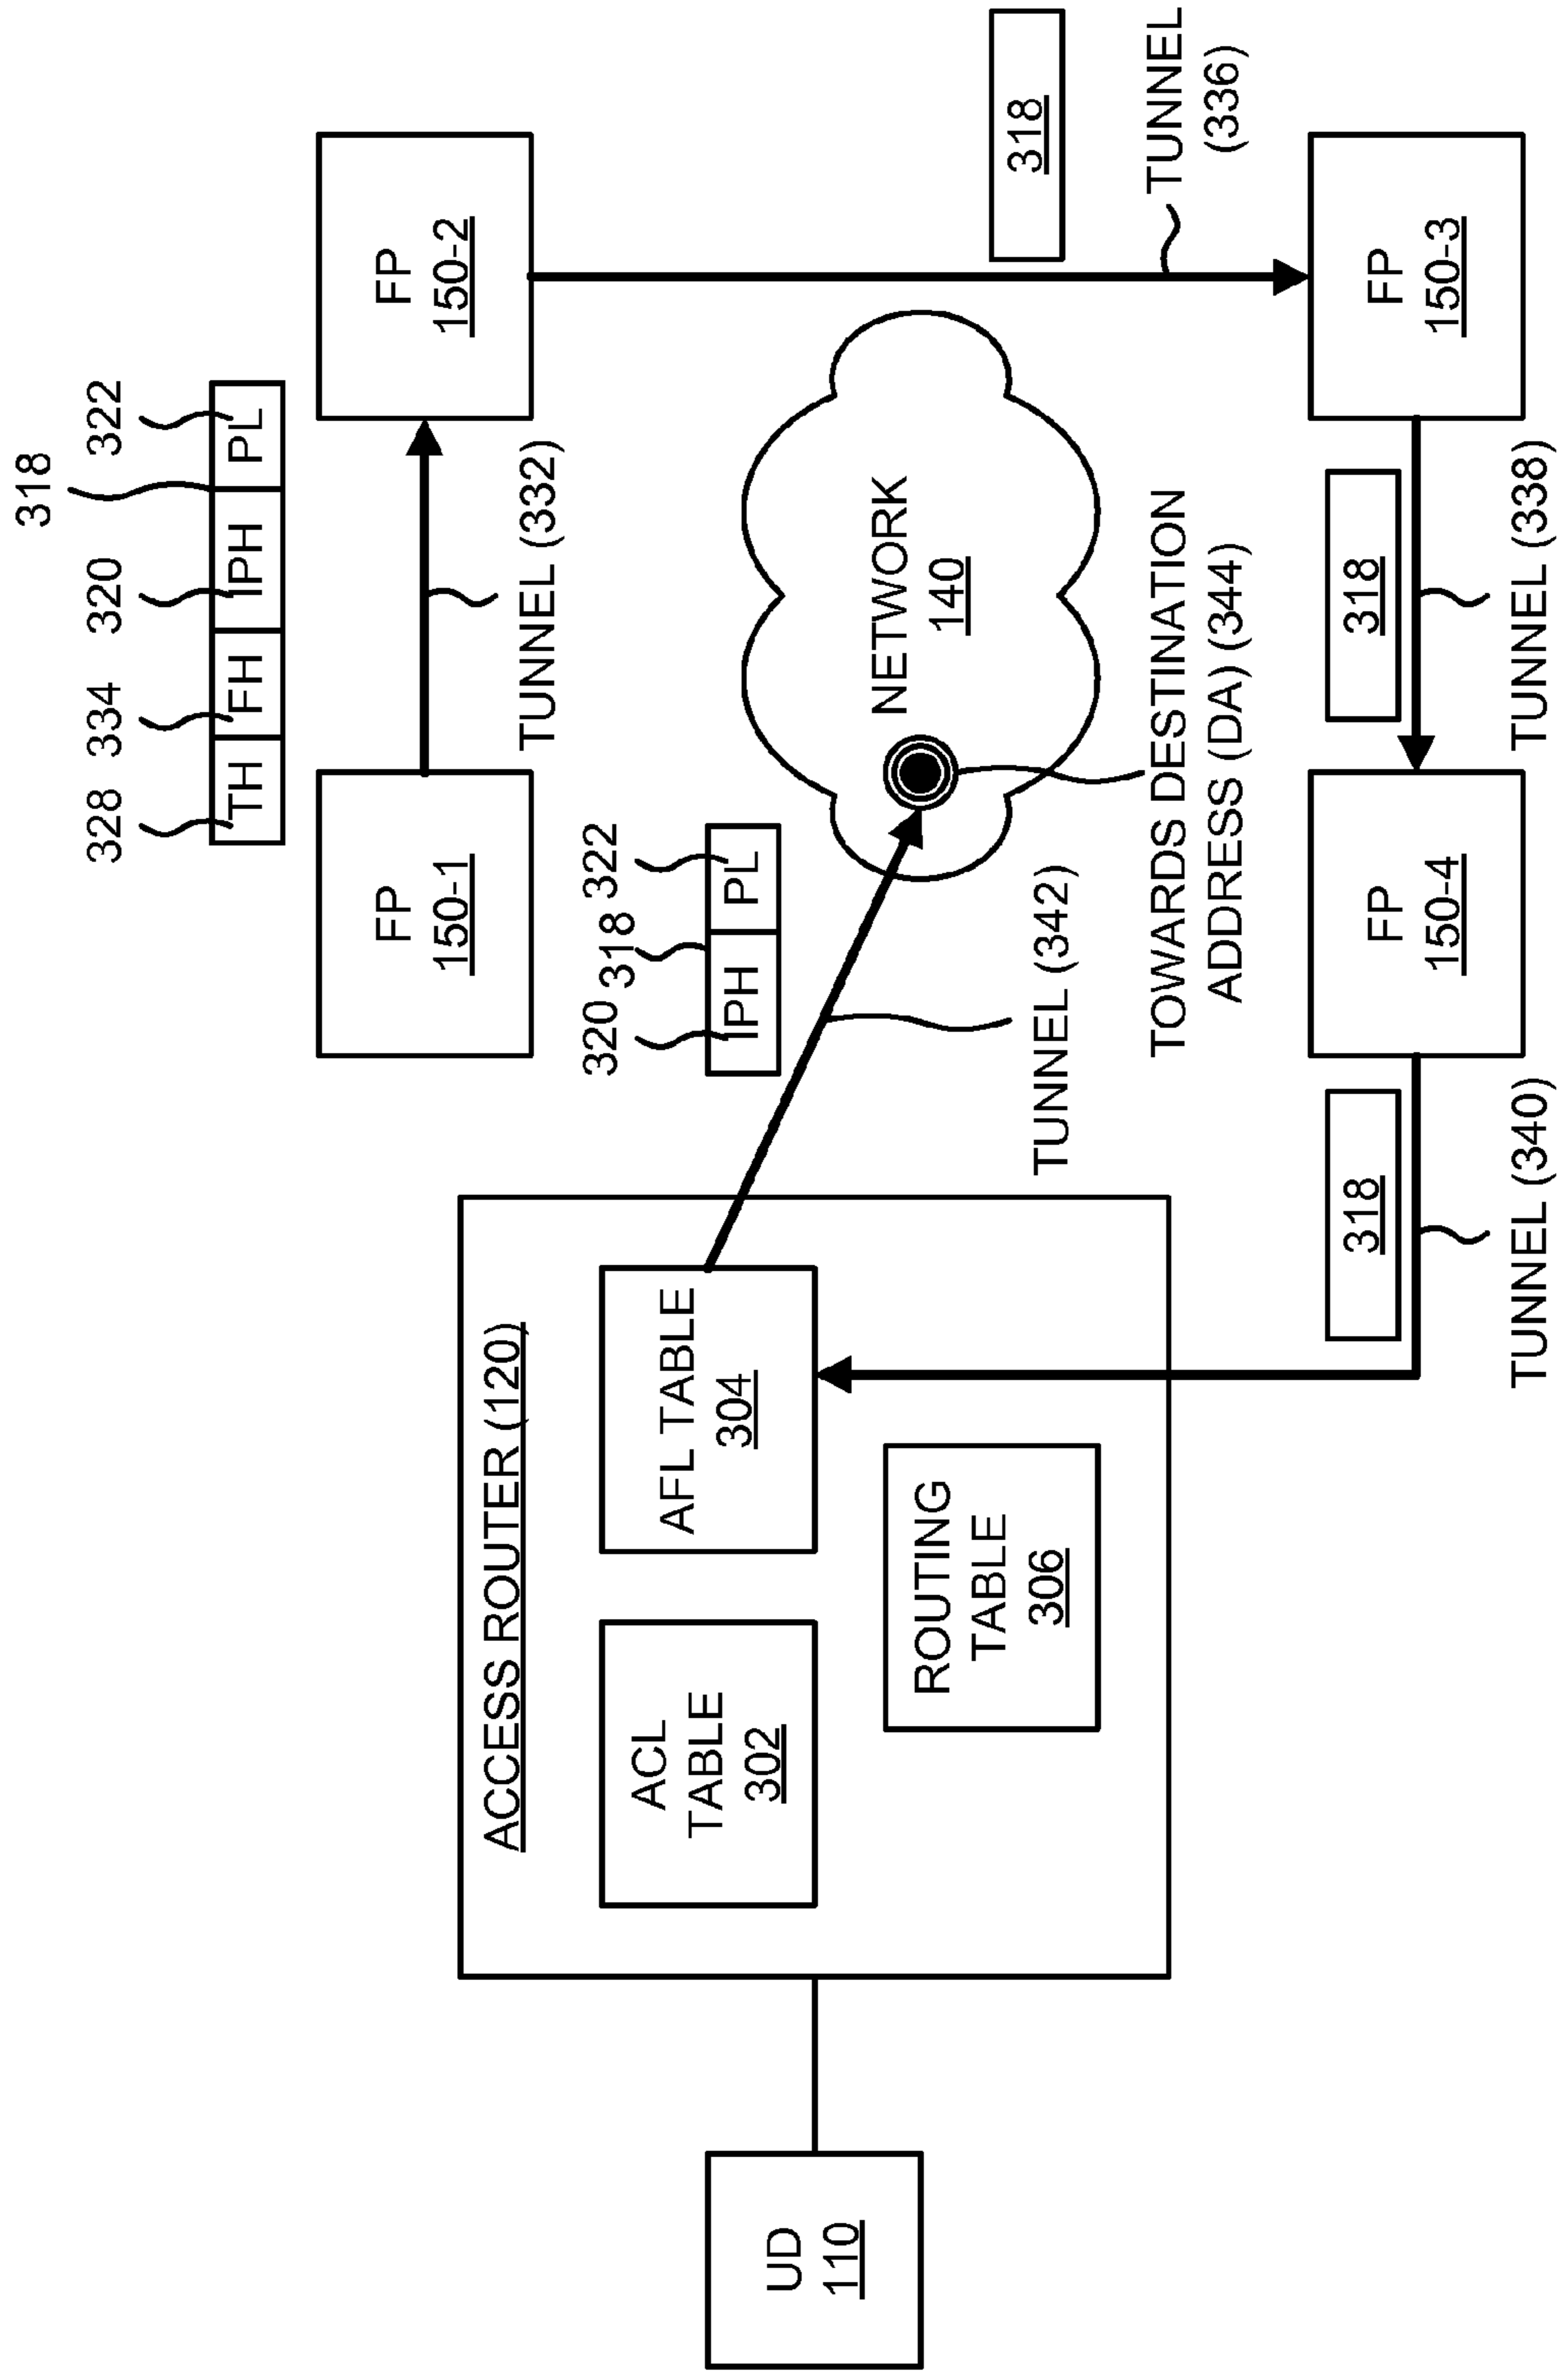 318
328
334
320
322
TH
FH
IPH
PL
FP
150-1
FP
150-2
TUNNEL (332)
ACCESS ROUTER (120)
320
318
322
IPH
PL
UD
110
ACL
TABLE
302
AFL TABLE
304
ROUTING
TABLE
306
NETWORK
140
318
TUNNEL
(336)
TUNNEL (342)
TOWARDS DESTINATION
ADDRESS (DA) (344)
318
318
FP
150-4
FP
150-3
TUNNEL (340)
TUNNEL (338)